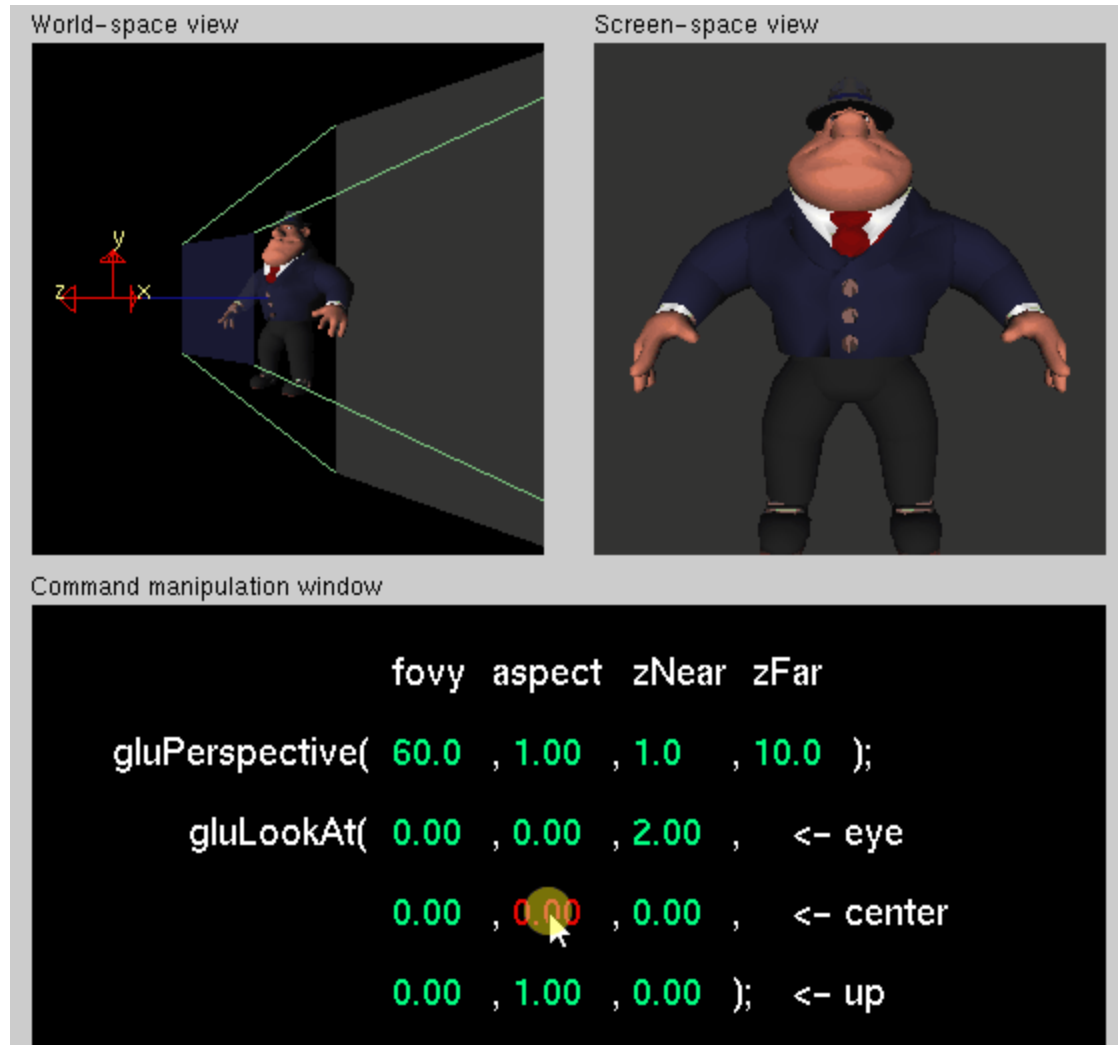 World-space view
Screen-space view
y
z x
Command manipulation window
fovy aspect zNear zFar
gluPerspective( 60.0 , 1.00 , 1.0 , 10.0 );
gluLookAt( 0.00 , 0.00 , 2.00 , <- eye
0.00 , 0.00 , 0.00 , <- center
0.00 , 1.00 , 0.00 ); <- up